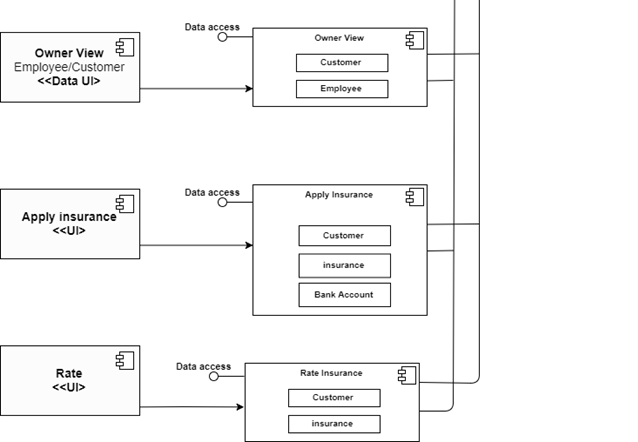 Data access
Owner View
Owner View
Employee/Customer
<<Data UI>
Customer
Employee
Data access
Apply Insurance
Apply insurance
<<UI>
Customer
insurance
Bank Account
Data access
Rate Insurance
Rate
<<UI>
Customer
insurance